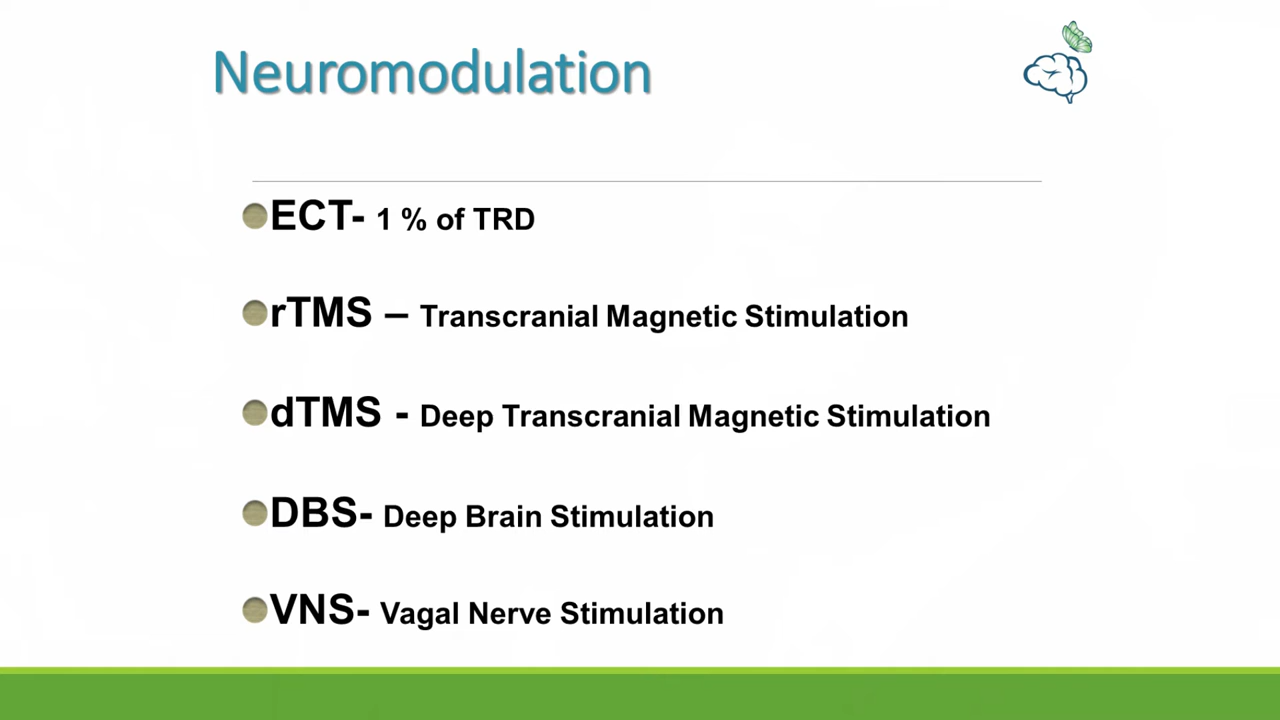 Neuromodulation
ECT- 1 % of TRD
rTMS – Transcranial Magnetic Stimulation
dTMS - Deep Transcranial Magnetic Stimulation
DBS- Deep Brain Stimulation
VNS- Vagal Nerve Stimulation